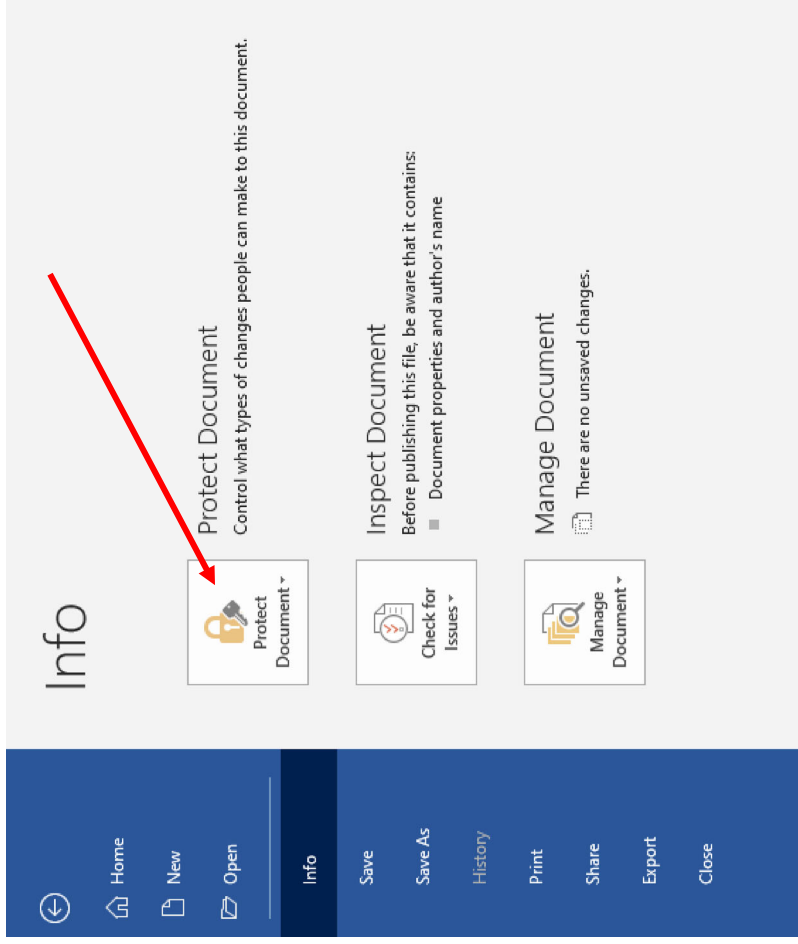 Home
New
Open
Info
Save
Save As
History
Print
Share
Export
Close
Info
Protect
Document
Protect Document
Control what types of changes people can make to this document.
Check for
Issues
Inspect Document
Before publishing this file, be aware that it contains:
Document properties and author's name
Manage
Document
Manage Document
There are no unsaved changes.